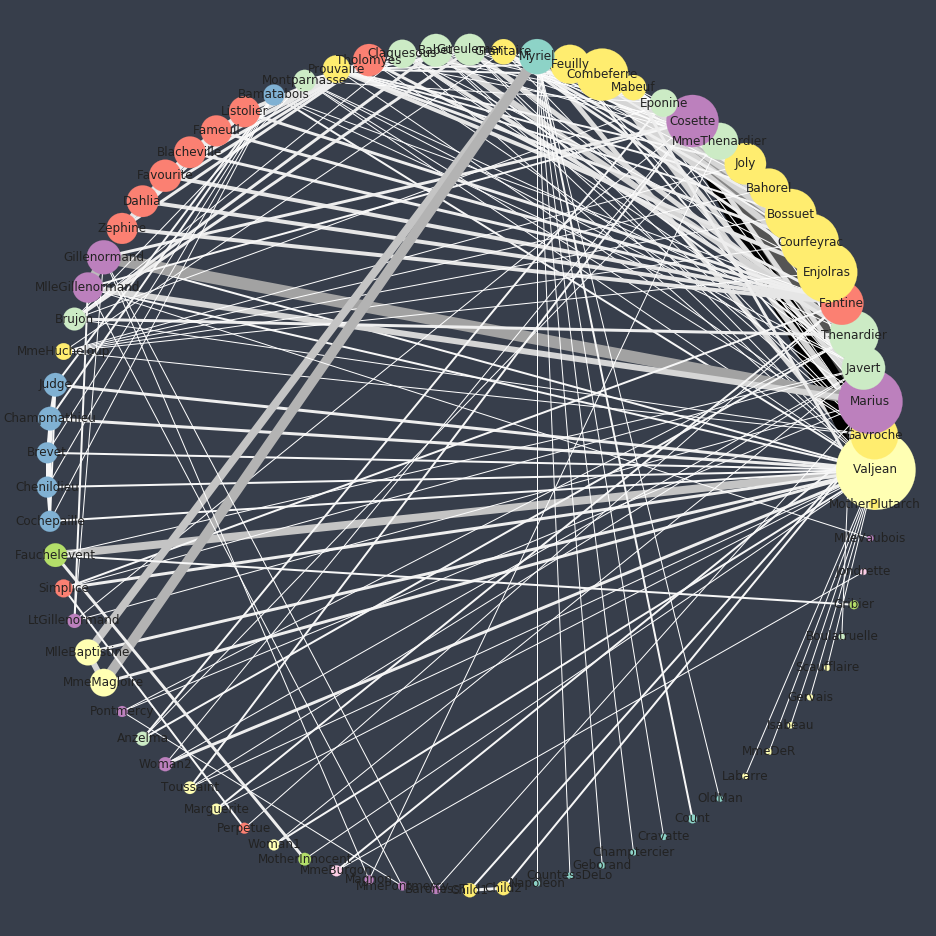 Claquesous
Babet
Gueulemer
Grantaire
Myriel
Feuilly
Combeferre
Mabeuf
Eponine
Cosette
MmeThenardier
Joly
Bahorel
Bossuet
Courfeyrac
Enjolras
Fantine
Thenardier
Javert
Marius
Gavroche
Valjean
MotherPlutarch
MlleVaubois
Jondrette
Gribier
Boulatruelle
Scaufflaire
Gervais
Isabeau
MmeDeR
Labarre
OldMan
Count
Cravatte
Champtercier
Geborand
CountessDeLo
Napoleon
Child2
Child1
BaronessT
MmePontmercy
Magnon
MmeBurgon
MotherInnocent
Woman1
Perpetue
Marguerite
Toussaint
Woman2
Anzelma
Pontmercy
MmeMagloire
MlleBaptistine
LtGillenormand
Simplice
Fauchelevent
Cochepaille
Chenildieu
Brevet
Champmathieu
Judge
MmeHucheloup
Brujon
MlleGillenormand
Gillenormand
Zephine
Dahlia
Favourite
Blacheville
Fameuil
Listolier
Bamatabois
Montparnasse
Prouvaire
Tholomyes